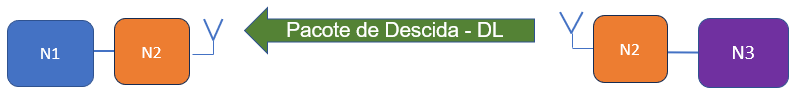 N1
N2
Pacote de Descida - DL
N2
N3